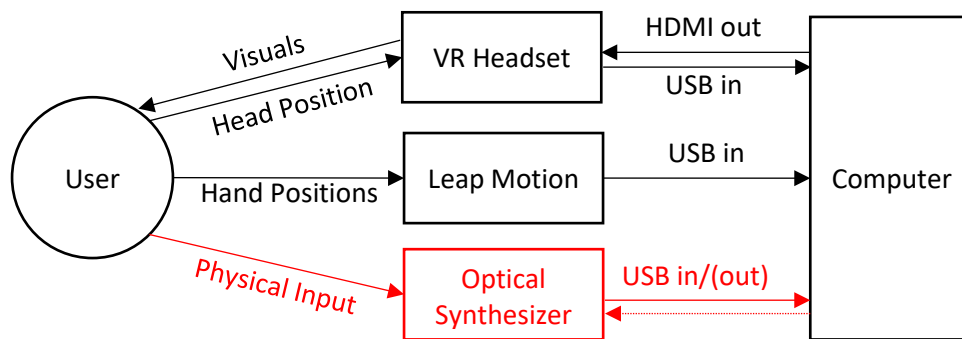 Visuals
Head Position
VR Headset
HDMI out
USB in
User
Hand Positions
Leap Motion
USB in
Computer
Physical Input
Optical
Synthesizer
USB in/(out)